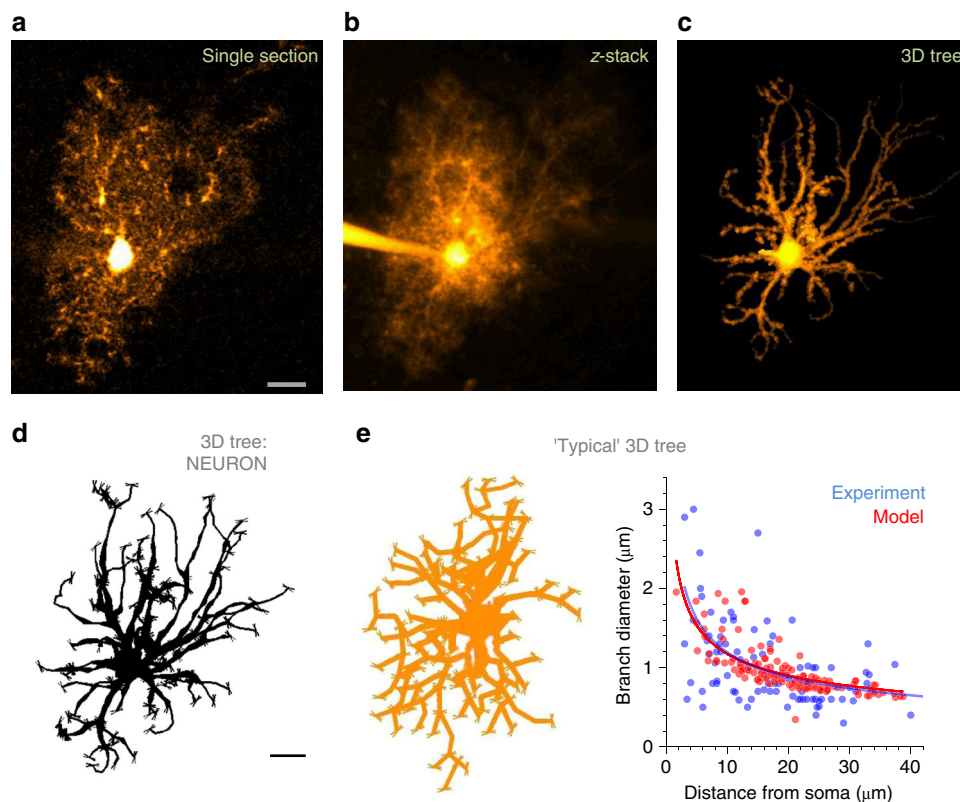 a
Single section
b
z-stack
c
3D tree
d
3D tree:
NEURON
e
'Typical' 3D tree
Experiment
Model
Branch diameter (μm)
3
2
1
0
0
10
20
30
40
Distance from soma (μm)